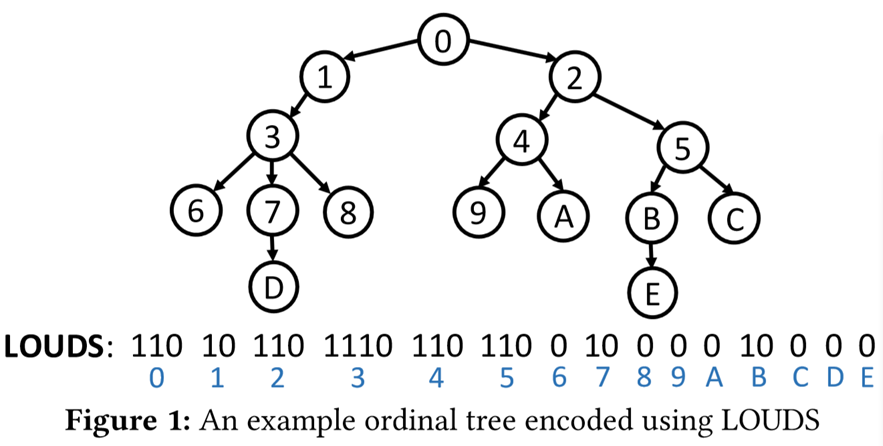 0
1
2
3
4
5
6
7
8
9
A
B
C
D
E
LOUDS: 110 10 110 1110 110 110 0 10 0 0 0 10 0 0 0
0 1 2 3 4 5 6 7 8 9 A B C D E
Figure 1: An example ordinal tree encoded using LOUDS